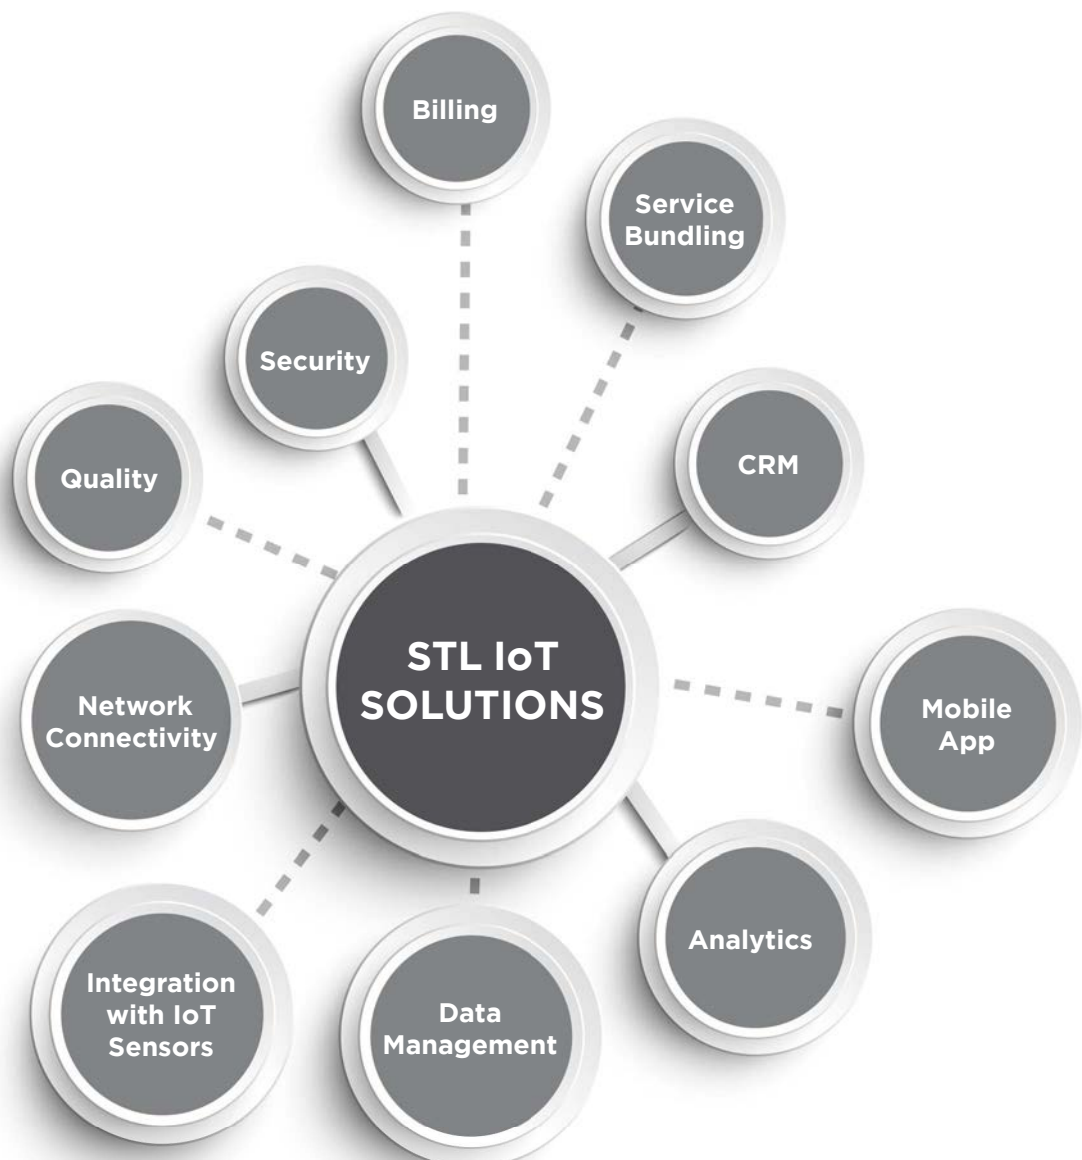 Billing
Service
Bundling
Security
CRM
Quality
STL IoT
SOLUTIONS
Network
Connectivity
Mobile
App
Analytics
Integration
with IoT
Sensors
Data
Management